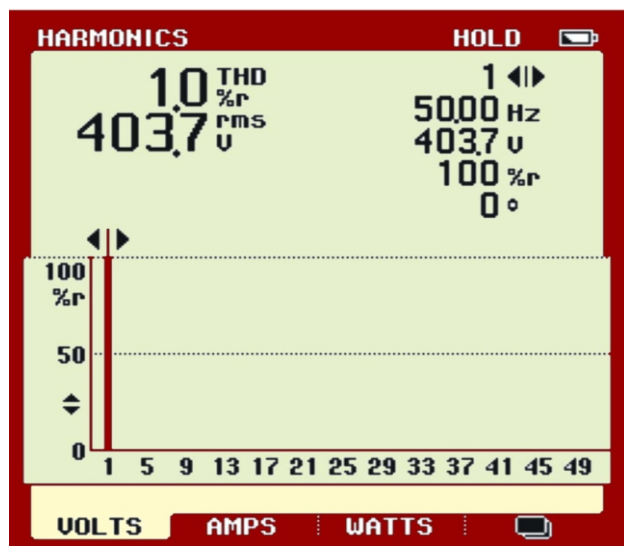 HARMONICS HOLD
1.0 THD %r
403.7 rms V
1
50.00 Hz
403.7 V
100 %r
0 °
100
%r
50
0
1 5 9 13 17 21 25 29 33 37 41 45 49
VOLTS AMPS WATTS